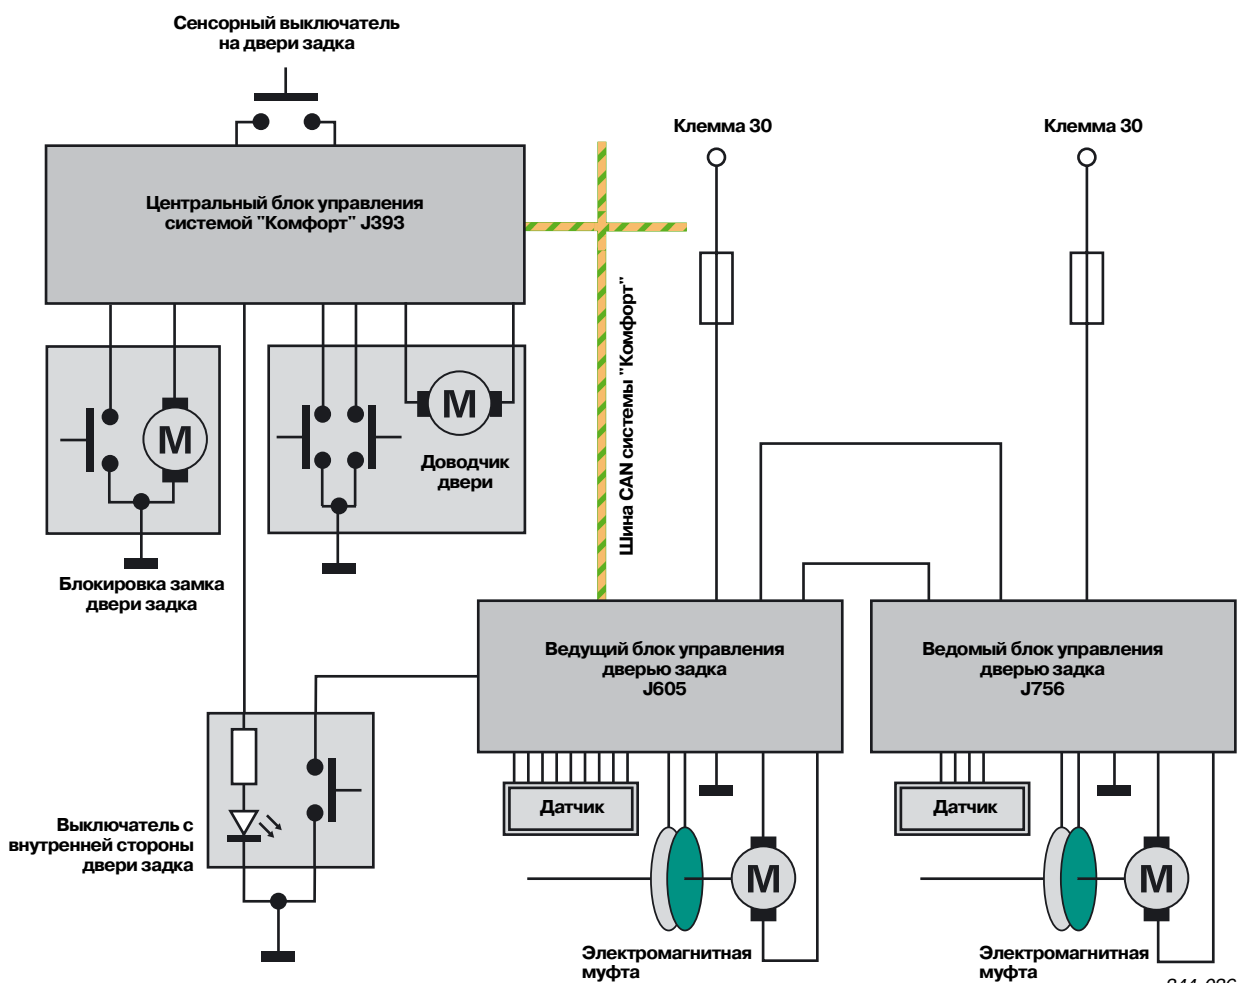 Сенсорный выключатель
на двери задка
Клемма 30
Клемма 30
Центральный блок управления
системой "Комфорт" J393
Шина CAN системы "Комфорт"
M
M
Доводчик
двери
Блокировка замка
двери задка
Ведущий блок управления
дверью задка
J605
Ведомый блок управления
дверью задка
J756
Датчик
Датчик
Выключатель с
внутренней стороны
двери задка
M
M
Электромагнитная
муфта
Электромагнитная
муфта